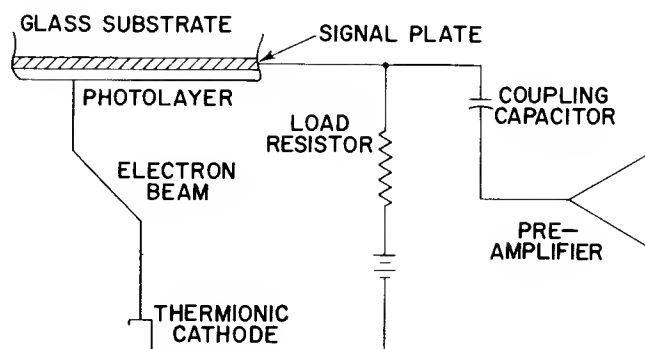 GLASS SUBSTRATE
SIGNAL PLATE
PHOTOLAYER
COUPLING
CAPACITOR
LOAD
RESISTOR
ELECTRON
BEAM
PRE-
AMPLIFIER
THERMIONIC
CATHODE